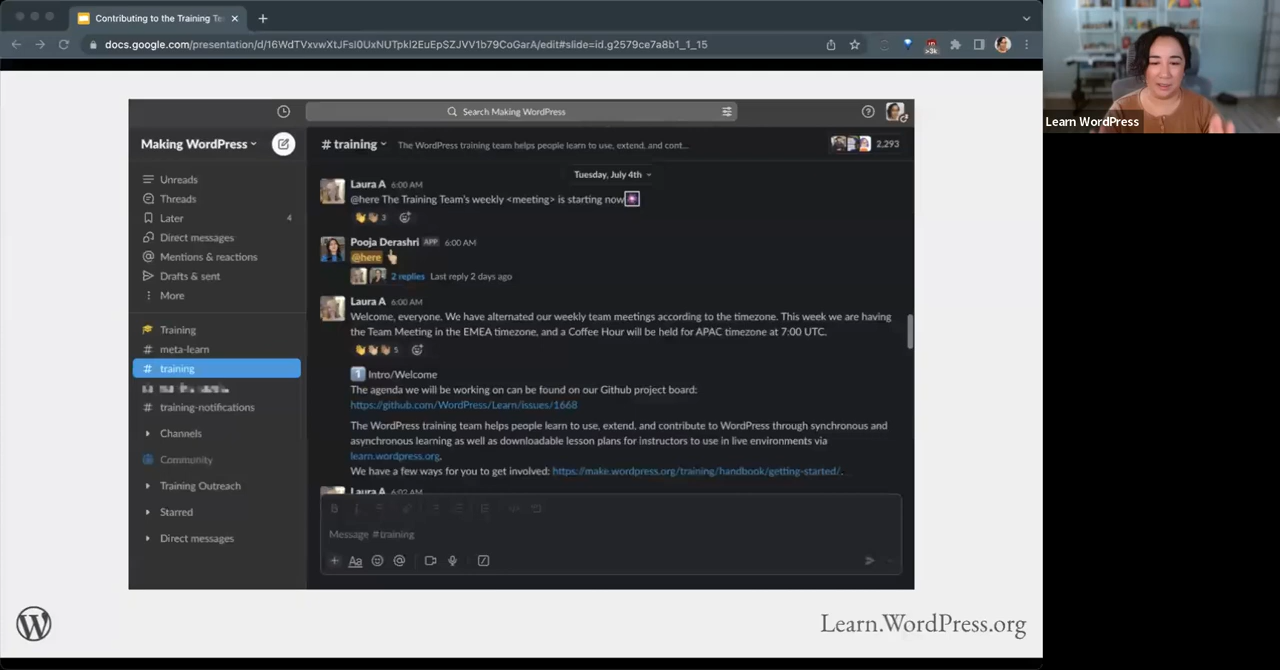 Contributing to the Training Te
docs.google.com/presentation/d/16WdTVxvwXtJFsI0UxNUTpkI2EuEpSZJVV1b79CoGarA/edit#slide=id.g2579ce7a8b1_1_15
>3k
Learn WordPress
Search Making WordPress
Making WordPress
# training
The WordPress training team helps people learn to use, extend, and cont...
2,293
Unreads
Threads
Later 4
Direct messages
Mentions & reactions
Drafts & sent
More
Training
# meta-learn
# training
# training-notifications
Channels
Community
Training Outreach
Starred
Direct messages
Tuesday, July 4th
Laura A 6:00 AM
@here The Training Team's weekly <meeting> is starting now
3
Pooja Derashri APP 6:00 AM
@here
2 replies Last reply 2 days ago
Laura A 6:00 AM
Welcome, everyone. We have alternated our weekly team meetings according to the timezone. This week we are having
the Team Meeting in the EMEA timezone, and a Coffee Hour will be held for APAC timezone at 7:00 UTC.
5
1 Intro/Welcome
The agenda we will be working on can be found on our Github project board:
https://github.com/WordPress/Learn/issues/1668
The WordPress training team helps people learn to use, extend, and contribute to WordPress through synchronous and
asynchronous learning as well as downloadable lesson plans for instructors to use in live environments via
learn.wordpress.org.
We have a few ways for you to get involved: https://make.wordpress.org/training/handbook/getting-started/.
Laura A 6:02 AM
Message #training
Aa
Learn.WordPress.org